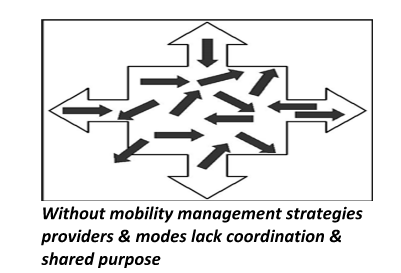 Without mobility management strategies
providers & modes lack coordination &
shared purpose